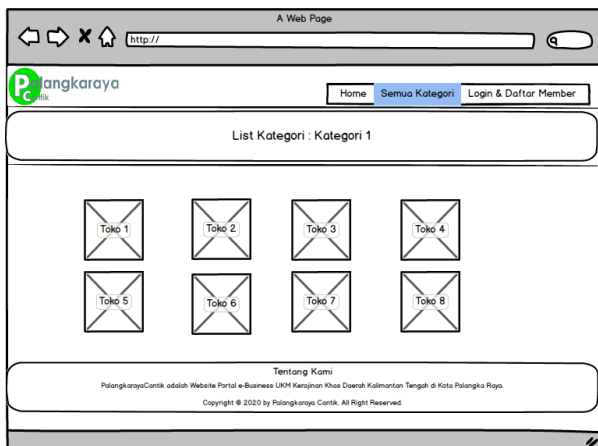 A Web Page
http://
Palangkaraya
Cantik
Home Semua Kategori Login & Daftar Member
List Kategori : Kategori 1
Toko 1 Toko 2 Toko 3 Toko 4
Toko 5 Toko 6 Toko 7 Toko 8
Tentang Kami
PalangkarayaCantik adalah Website Portal e-Business UKM Kerajinan Khas Daerah Kalimantan Tengah di Kota Palangka Raya.
Copyright © 2020 by Palangkaraya Cantik. All Right Reserved.